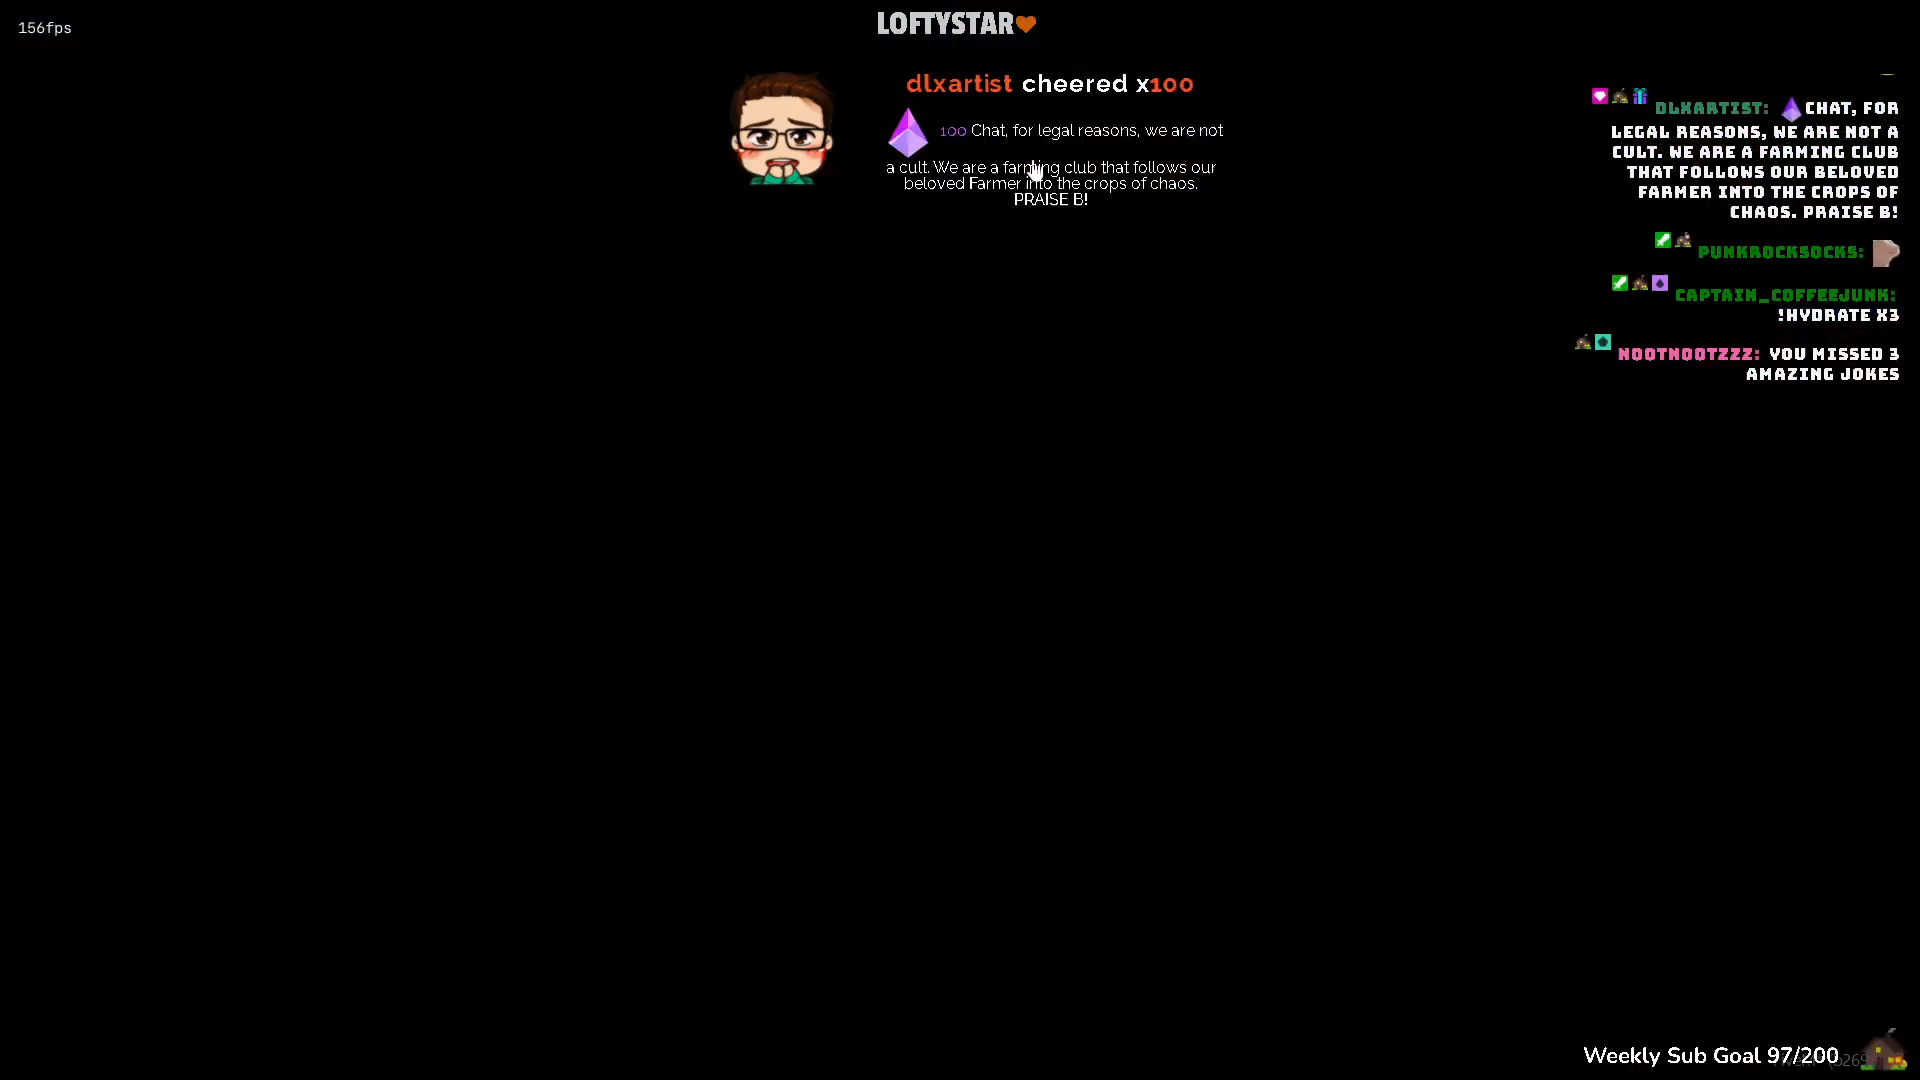 156fps
LOFTYSTAR
dlxartist cheered x100
100 Chat, for legal reasons, we are not
a cult. We are a farming club that follows our
beloved Farmer into the crops of chaos.
PRAISE B!
DLXARTIST: CHAT, FOR
LEGAL REASONS, WE ARE NOT A
CULT. WE ARE A FARMING CLUB
THAT FOLLOWS OUR BELOVED
FARMER INTO THE CROPS OF
CHAOS. PRAISE B!
PUNKROCKSOCKS:
CAPTAIN_COFFEEJUNK:
!HYDRATE X3
NOOTNOOTZZZ: YOU MISSED 3
AMAZING JOKES
Weekly Sub Goal 97/200